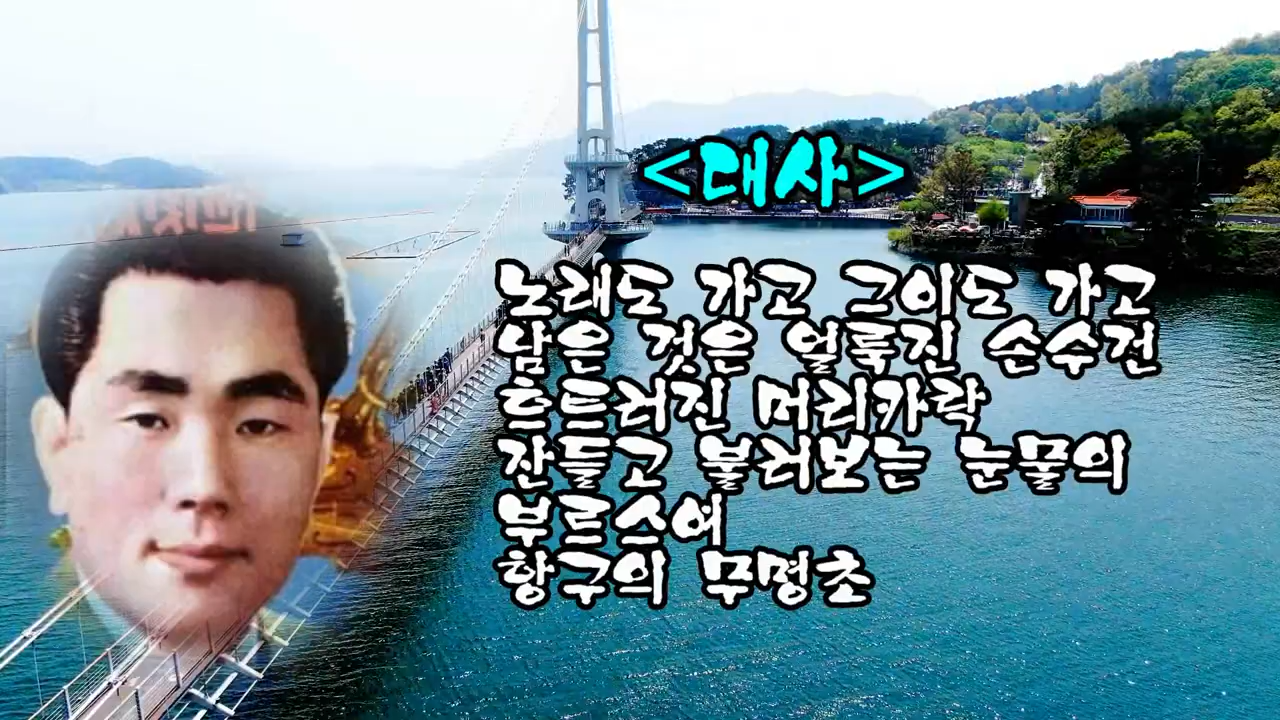 <대사>
노래도 가고 그이도 가고
남은 것은 얼룩진 손수건
흐트러진 머리카락
잔들고 불러보는 눈물의
부르스여
항구의 무명초